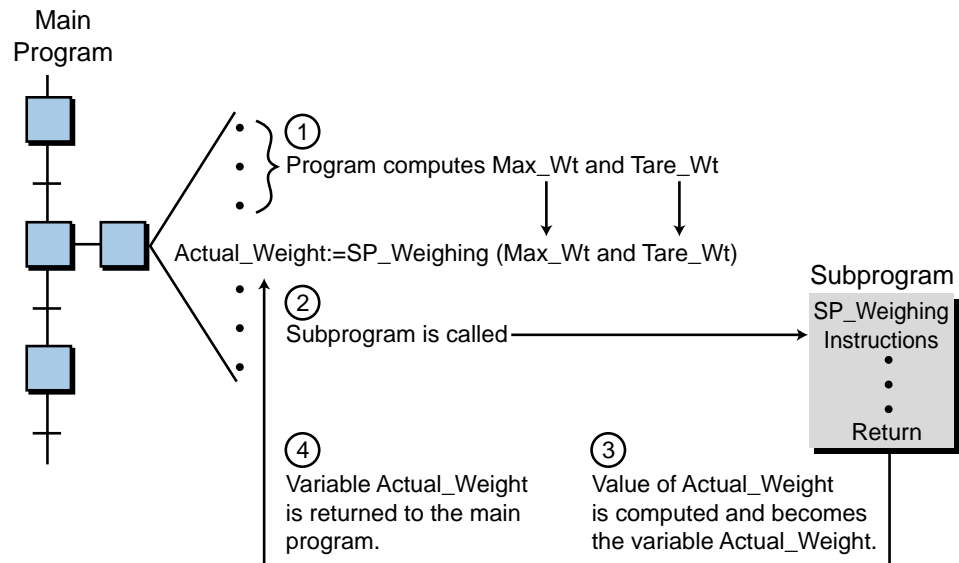 Main
Program
1
Program computes Max_Wt and Tare_Wt
Actual_Weight:=SP_Weighing (Max_Wt and Tare_Wt)
2
Subprogram is called
Subprogram
SP_Weighing
Instructions
Return
4
Variable Actual_Weight
is returned to the main
program.
3
Value of Actual_Weight
is computed and becomes
the variable Actual_Weight.